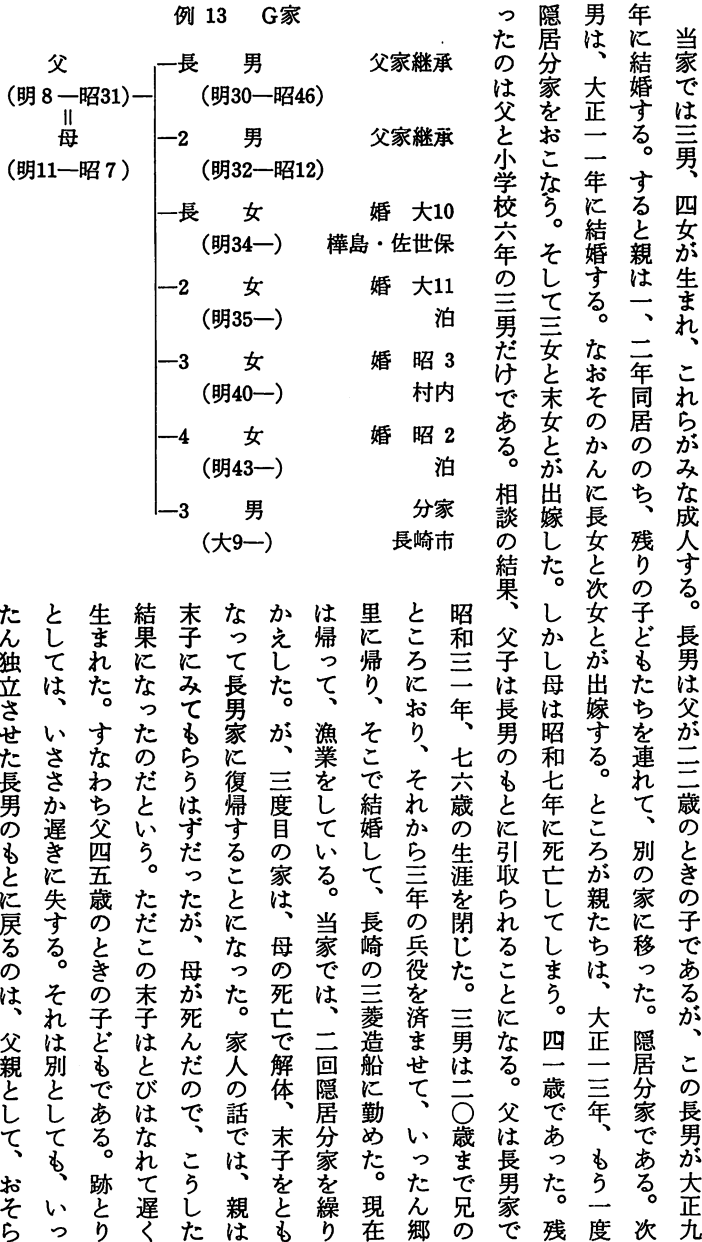 当家では三男、四女が生まれ、これらがみな成人する。長男は父が二二歳のときの子であるが、この長男が大正九
年に結婚する。すると親は一、二年同居ののち、残りの子どもたちを連れて、別の家に移った。隠居分家である。次
男は、大正一一年に結婚する。なおそのかんに長女と次女とが出嫁する。ところが親たちは、大正一三年、もう一度
隠居分家をおこなう。そして三女と末女とが出嫁した。しかし母は昭和七年に死亡してしまう。四一歳であった。残
ったのは父と小学校六年の三男だけである。相談の結果、父子は長男のもとに引取られることになる。父は長男家で
例 13 G家
父
(明8―昭31)
‖
母
(明11―昭7)
長 男 父家継承
(明30―昭46)
2 男 父家継承
(明32―昭12)
長 女 婚 大10
(明34―) 樺島・佐世保
2 女 婚 大11
(明35―) 泊
3 女 婚 昭 3
(明40―) 村内
4 女 婚 昭 2
(明43―) 泊
3 男 分家
(大9―) 長崎市
昭和三一年、七六歳の生涯を閉じた。三男は二〇歳まで兄の
ところにおり、それから三年の兵役を済ませて、いったん郷
里に帰り、そこで結婚して、長崎の三菱造船に勤めた。現在
は帰って、漁業をしている。当家では、二回隠居分家を繰り
かえした。が、三度目の家は、母の死亡で解体、末子をとも
なって長男家に復帰することになった。家人の話では、親は
末子にみてもらうはずだったが、母が死んだので、こうした
結果になったのだという。ただこの末子はとびはなれて遅く
生まれた。すなわち父四五歳のときの子どもである。跡とり
としては、いささか遅きに失する。それは別としても、いっ
たん独立させた長男のもとに戻るのは、父親として、おそら